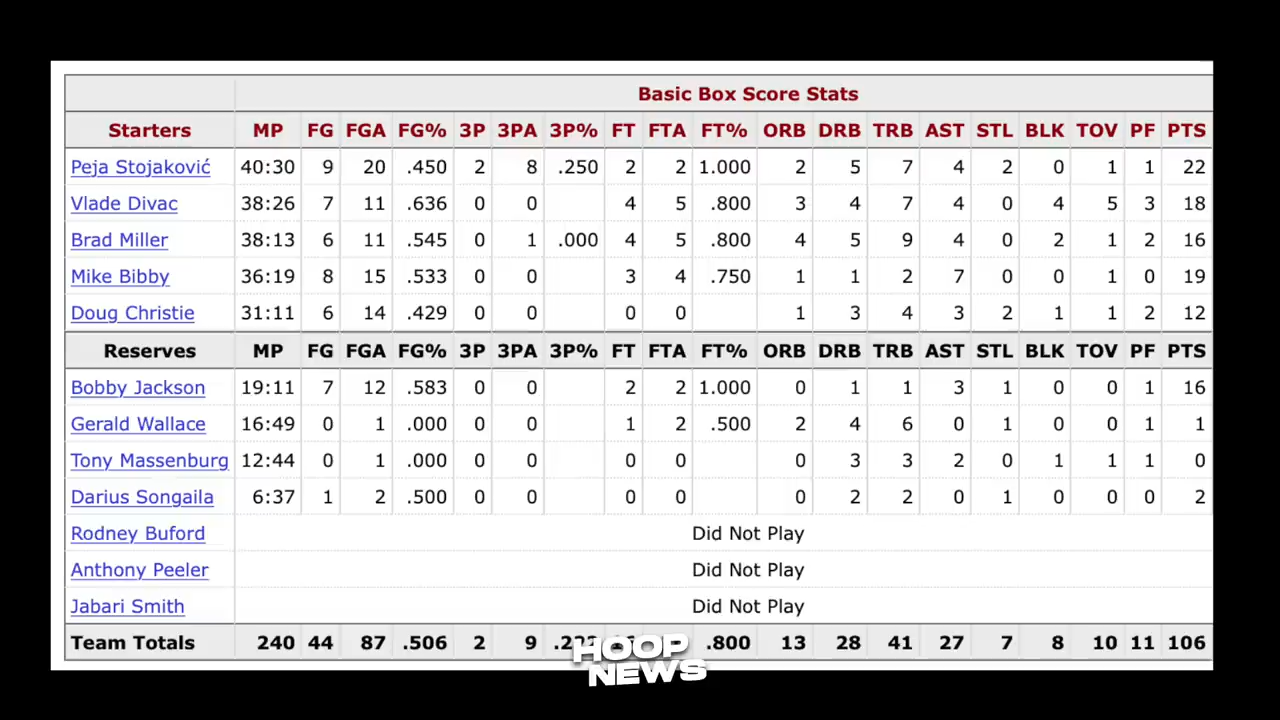 Basic Box Score Stats
Starters MP FG FGA FG% 3P 3PA 3P% FT FTA FT% ORB DRB TRB AST STL BLK TOV PF PTS
Peja Stojaković 40:30 9 20 .450 2 8 .250 2 2 1.000 2 5 7 4 2 0 1 1 22
Vlade Divac 38:26 7 11 .636 0 0 4 5 .800 3 4 7 4 0 4 5 3 18
Brad Miller 38:13 6 11 .545 0 1 .000 4 5 .800 4 5 9 4 0 2 1 2 16
Mike Bibby 36:19 8 15 .533 0 0 3 4 .750 1 1 2 7 0 0 1 0 19
Doug Christie 31:11 6 14 .429 0 0 0 0 1 3 4 3 2 1 1 2 12
Reserves MP FG FGA FG% 3P 3PA 3P% FT FTA FT% ORB DRB TRB AST STL BLK TOV PF PTS
Bobby Jackson 19:11 7 12 .583 0 0 2 2 1.000 0 1 1 3 1 0 0 1 16
Gerald Wallace 16:49 0 1 .000 0 0 1 2 .500 2 4 6 0 1 0 0 1 1
Tony Massenburg 12:44 0 1 .000 0 0 0 0 0 3 3 2 0 1 1 1 0
Darius Songaila 6:37 1 2 .500 0 0 0 0 0 2 2 0 1 0 0 0 2
Rodney Buford Did Not Play
Anthony Peeler Did Not Play
Jabari Smith Did Not Play
Team Totals 240 44 87 .506 2 9 .800 13 28 41 27 7 8 10 11 106
HOOP
NEWS